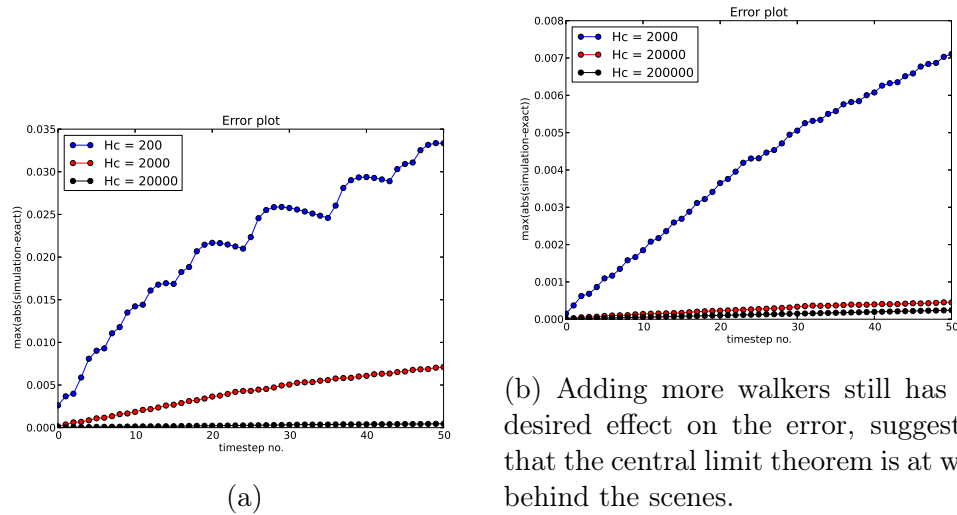 Error plot
Hc = 200
Hc = 2000
Hc = 20000
max(abs(simulation-exact))
0.035
0.030
0.025
0.020
0.015
0.010
0.005
0.000
0 10 20 30 40 50
timestep no.
(a)
Error plot
Hc = 2000
Hc = 20000
Hc = 200000
max(abs(simulation-exact))
0.008
0.007
0.006
0.005
0.004
0.003
0.002
0.001
0.000
0 10 20 30 40 50
timestep no.
(b) Adding more walkers still has
desired effect on the error, suggest
that the central limit theorem is at w
behind the scenes.